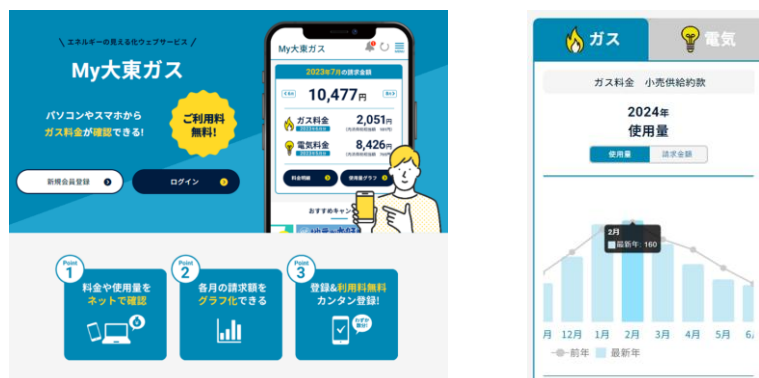 \ エネルギーの見える化ウェブサービス /
My大東ガス
パソコンやスマホから
ガス料金が確認できる!
ご利用料
無料!
新規会員登録
ログイン
My大東ガス
2023年7月の請求金額
10,477円
ガス料金 2,051円
電気料金 8,426円
料金明細
使用量グラフ
おすすめキャン
Point
1
料金や使用量を
ネットで確認
Point
2
各月の請求額を
グラフ化できる
Point
3
登録&利用料無料
カンタン登録!
わずか
ガス
電気
ガス料金 小売供給約款
2024年
使用量
使用量
請求金額
2月
最新年: 160
月 12月 1月 2月 3月 4月 5月 6
前年 最新年